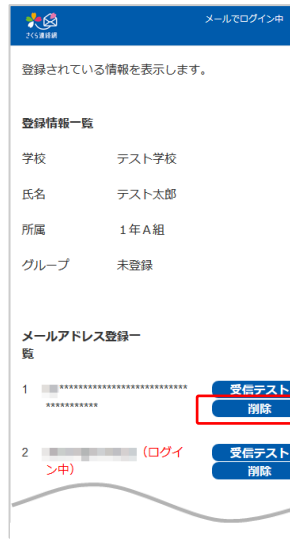 さくら連絡網
メールでログイン中
登録されている情報を表示します。
登録情報一覧
学校 テスト学校
氏名 テスト太郎
所属 1年A組
グループ 未登録
メールアドレス登録一
覧
1 **************************** 受信テスト
*********** 削除
2 (ログイ 受信テスト
ン中) 削除